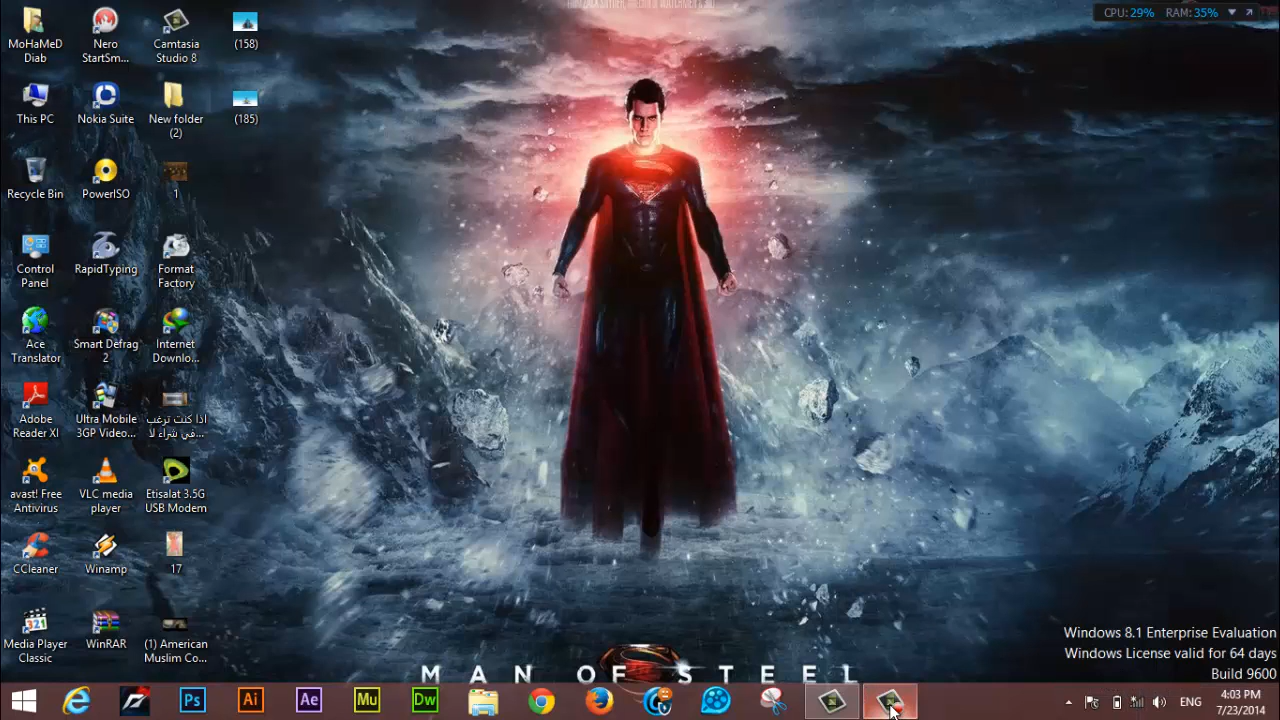 CPU: 29% RAM: 35%
MoHaMeD
Diab
Nero
StartSm...
Camtasia
Studio 8
(158)
This PC
Nokia Suite
New folder
(2)
(185)
Recycle Bin
PowerISO
1
Control
Panel
RapidTyping
Format
Factory
Ace
Translator
Smart Defrag
2
Internet
Downlo...
Adobe
Reader XI
Ultra Mobile
3GP Video...
اذا كنت ترغب
في شراء لا...
avast! Free
Antivirus
VLC media
player
Etisalat 3.5G
USB Modem
CCleaner
Winamp
17
Media Player
Classic
321
WinRAR
(1) American
Muslim Co...
MAN OF STEEL
Windows 8.1 Enterprise Evaluation
Windows License valid for 64 days
Build 9600
Ps
Ai
Ae
Mu
Dw
ENG
4:03 PM
7/23/2014